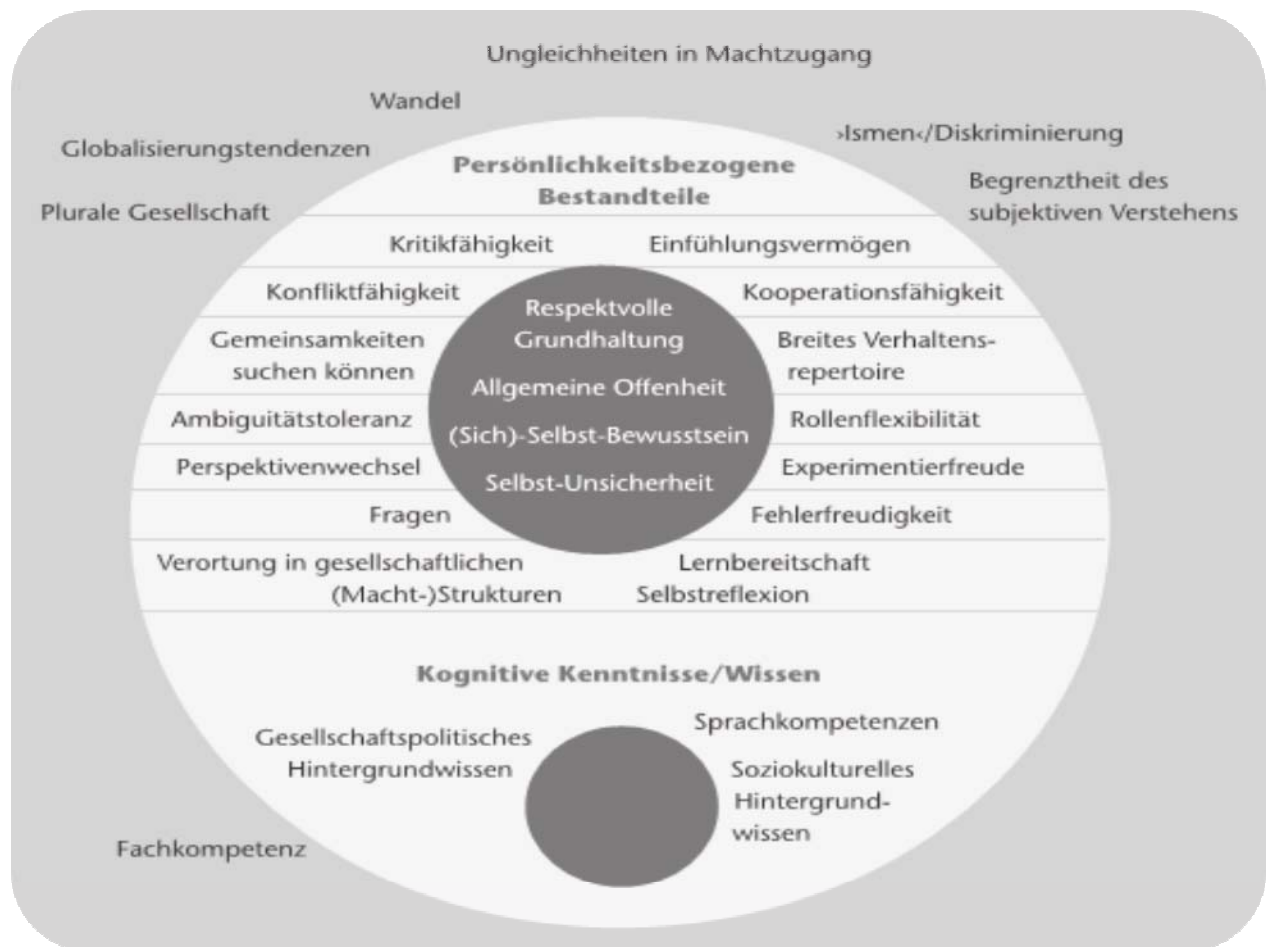 Ungleichheiten in Machtzugang
Wandel
›Ismen‹/Diskriminierung
Globalisierungstendenzen
Begrenztheit des
subjektiven Verstehens
Plurale Gesellschaft
Persönlichkeitsbezogene
Bestandteile
Kritikfähigkeit
Einfühlungsvermögen
Konfliktfähigkeit
Kooperationsfähigkeit
Gemeinsamkeiten
suchen können
Breites Verhaltens-
repertoire
Ambiguitätstoleranz
Rollenflexibilität
Perspektivenwechsel
Experimentierfreude
Fragen
Fehlerfreudigkeit
Verortung in gesellschaftlichen
(Macht-)Strukturen
Lernbereitschaft
Selbstreflexion
Respektvolle
Grundhaltung
Allgemeine Offenheit
(Sich)-Selbst-Bewusstsein
Selbst-Unsicherheit
Kognitive Kenntnisse/Wissen
Gesellschaftspolitisches
Hintergrundwissen
Sprachkompetenzen
Soziokulturelles
Hintergrund-
wissen
Fachkompetenz